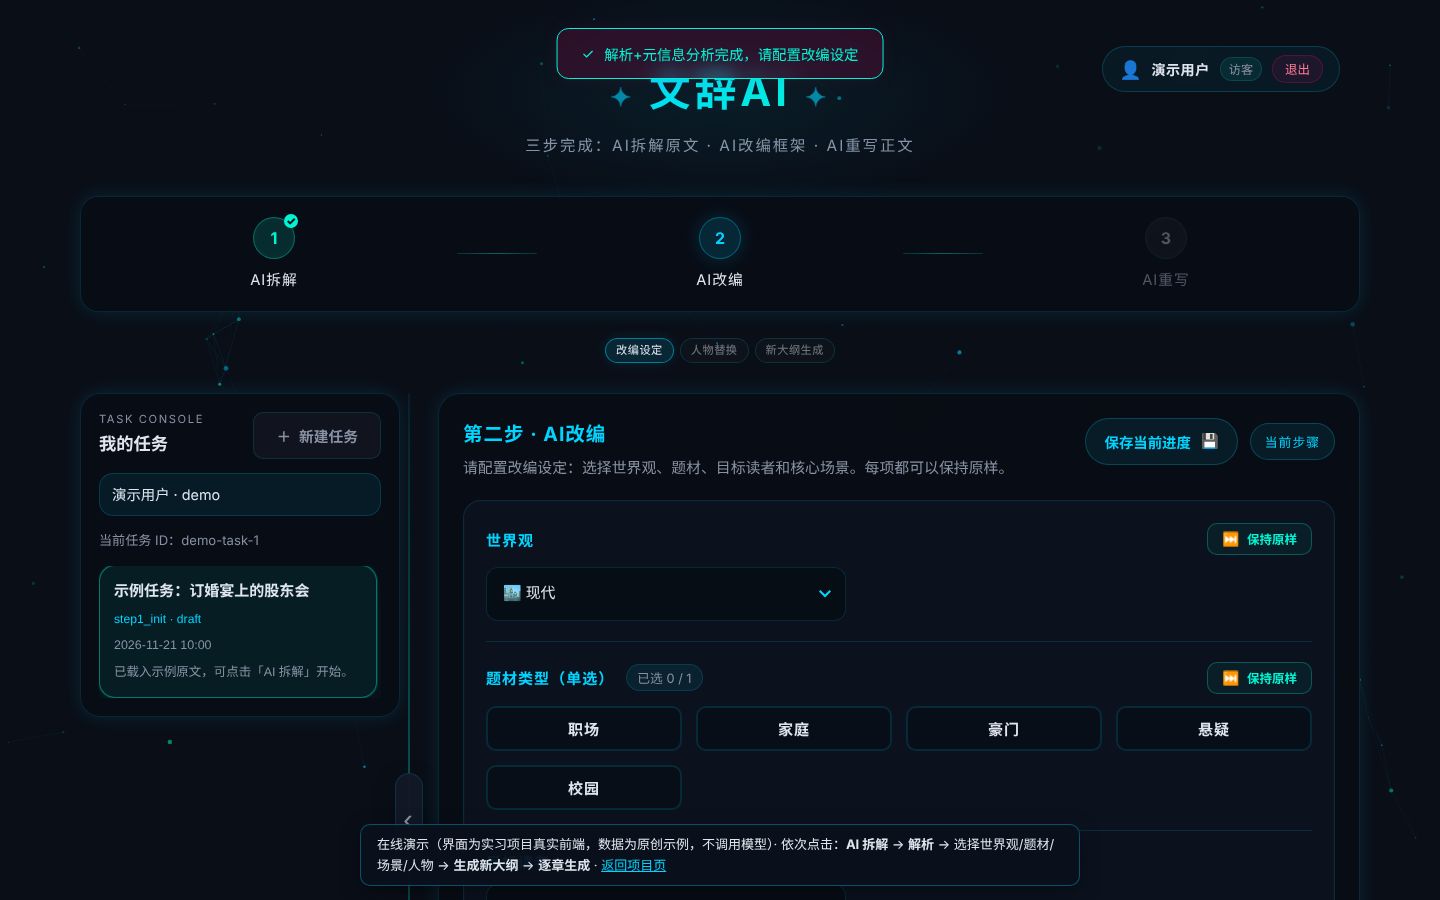 解析+元信息分析完成，请配置改编设定
文辞AI
演示用户 访客 退出
三步完成：AI拆解原文 · AI改编框架 · AI重写正文
1
AI拆解
2
AI改编
3
AI重写
改编设定 人物替换 新大纲生成
TASK CONSOLE
我的任务
+ 新建任务
演示用户 · demo
当前任务 ID：demo-task-1
示例任务：订婚宴上的股东会
step1_init · draft
2026-11-21 10:00
已载入示例原文，可点击「AI 拆解」开始。
第二步 · AI改编
请配置改编设定：选择世界观、题材、目标读者和核心场景。每项都可以保持原样。
保存当前进度
当前步骤
世界观
保持原样
现代
题材类型（单选） 已选 0 / 1
保持原样
职场 家庭 豪门 悬疑
校园
在线演示（界面为实习项目真实前端，数据为原创示例，不调用模型）· 依次点击：AI 拆解 → 解析 → 选择世界观/题材/
场景/人物 → 生成新大纲 → 逐章生成 · 返回项目页